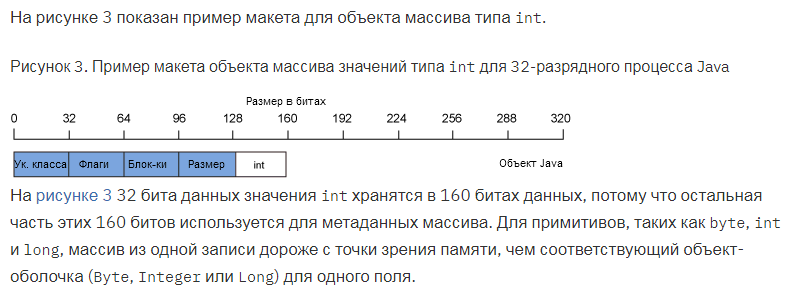 На рисунке 3 показан пример макета для объекта массива типа int.
Рисунок 3. Пример макета объекта массива значений типа int для 32-разрядного процесса Java
Размер в битах
0 32 64 96 128 160 192 224 256 288 320
Ук. класса Флаги Блок-ки Размер int Объект Java
На рисунке 3 32 бита данных значения int хранятся в 160 битах данных, потому что остальная
часть этих 160 битов используется для метаданных массива. Для примитивов, таких как byte, int
и long, массив из одной записи дороже с точки зрения памяти, чем соответствующий объект-
оболочка (Byte, Integer или Long) для одного поля.